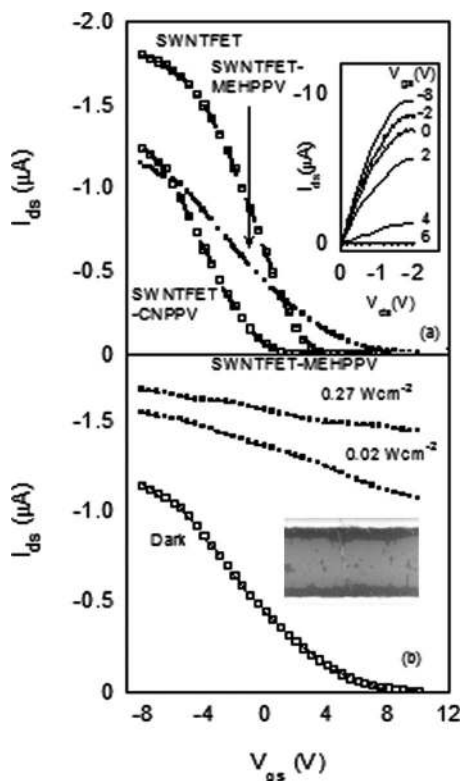 -2.0
SWNTFET
SWNTFET-
MEHPPV
-1.5
-1.0
-0.5
0
I_ds (μA)
SWNTFET
-CNPPV
-10
0
I_ds (μA)
V_gs (V)
-8
-2
0
2
4
6
0 -1 -2
V_ds (V)
(a)
SWNTFET-MEHPPV
0.27 Wcm⁻²
-1.5
0.02 Wcm⁻²
-1.0
I_ds (μA)
Dark
-0.5
(b)
0
-8 -4 0 4 8 12
V_gs (V)